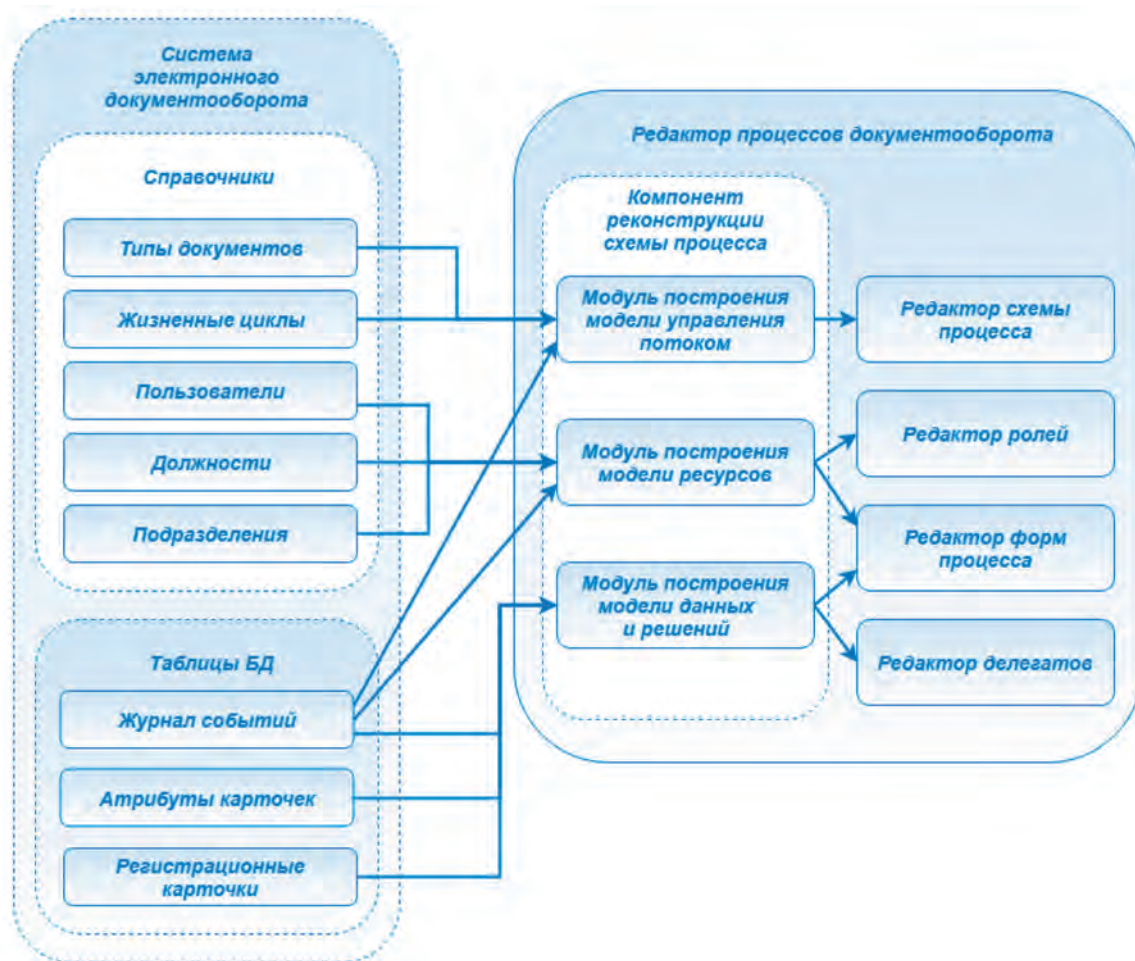 Система
электронного
документооборота
Справочники
Типы документов
Жизненные циклы
Пользователи
Должности
Подразделения
Таблицы БД
Журнал событий
Атрибуты карточек
Регистрационные
карточки
Редактор процессов документооборота
Компонент
реконструкции
схемы процесса
Модуль построения
модели управления
потоком
Модуль построения
модели ресурсов
Модуль построения
модели данных
и решений
Редактор схемы
процесса
Редактор ролей
Редактор форм
процесса
Редактор делегатов